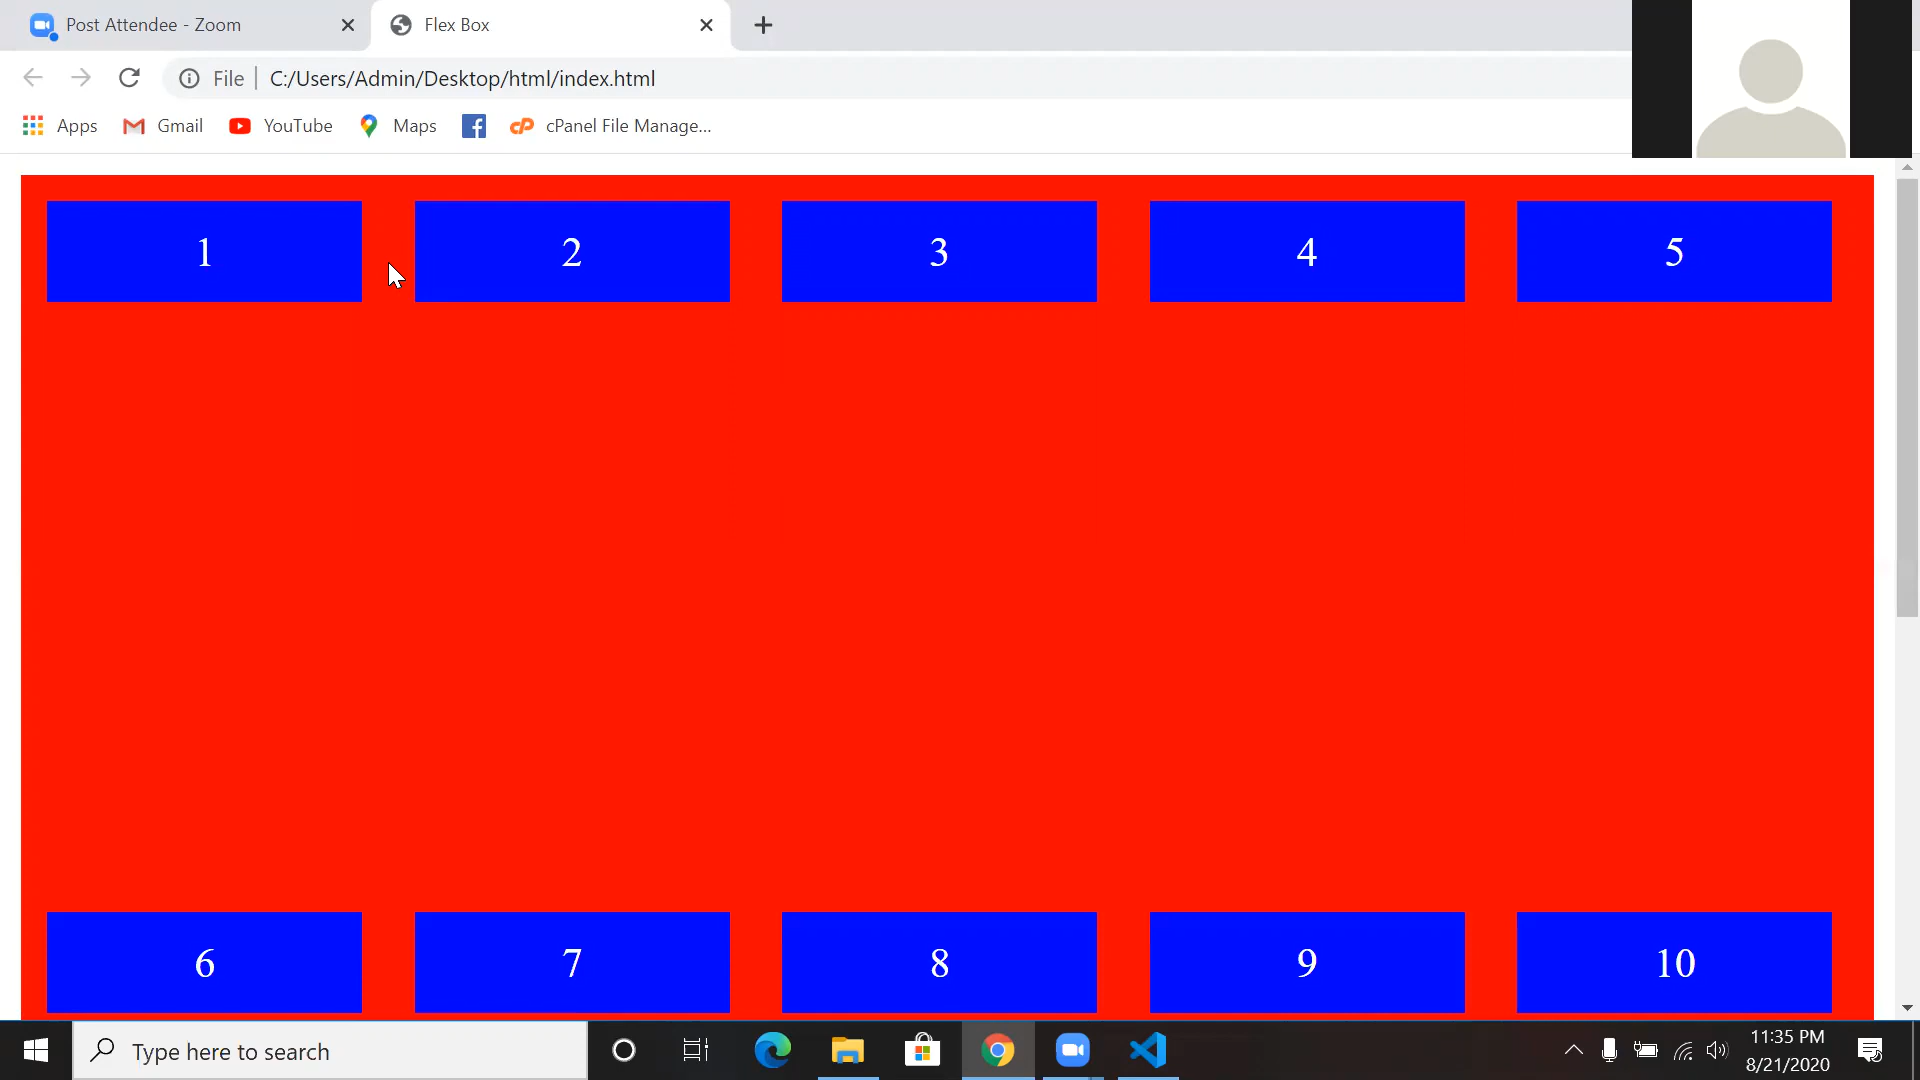 Post Attendee - Zoom
Flex Box
File
C:/Users/Admin/Desktop/html/index.html
Apps
Gmail
YouTube
Maps
cPanel File Manage...
1
2
3
4
5
6
7
8
9
10
Type here to search
11:35 PM
8/21/2020